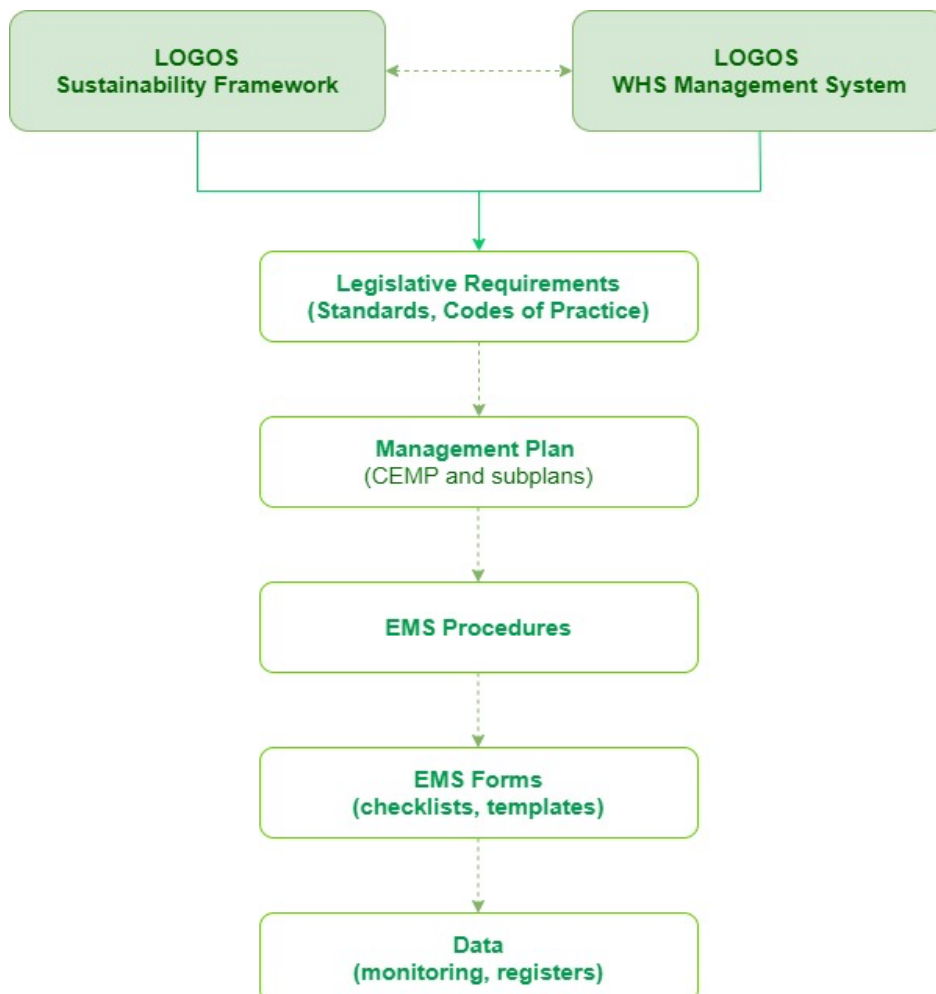 LOGOS
Sustainability Framework
LOGOS
WHS Management System
Legislative Requirements
(Standards, Codes of Practice)
Management Plan
(CEMP and subplans)
EMS Procedures
EMS Forms
(checklists, templates)
Data
(monitoring, registers)